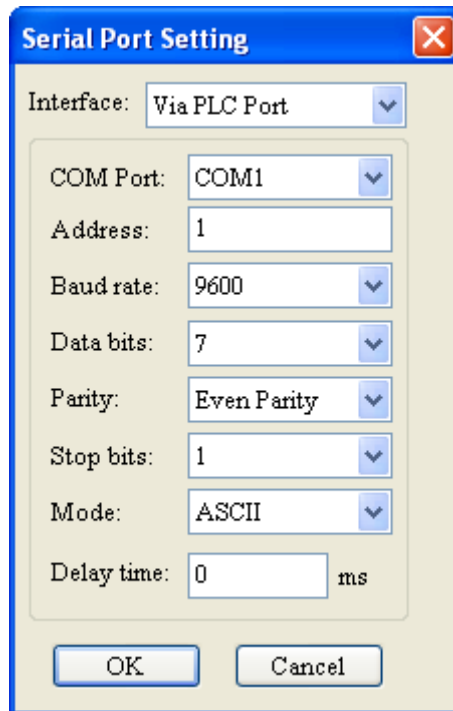 Serial Port Setting
Interface: Via PLC Port
COM Port: COM1
Address: 1
Baud rate: 9600
Data bits: 7
Parity: Even Parity
Stop bits: 1
Mode: ASCII
Delay time: 0 ms
OK Cancel